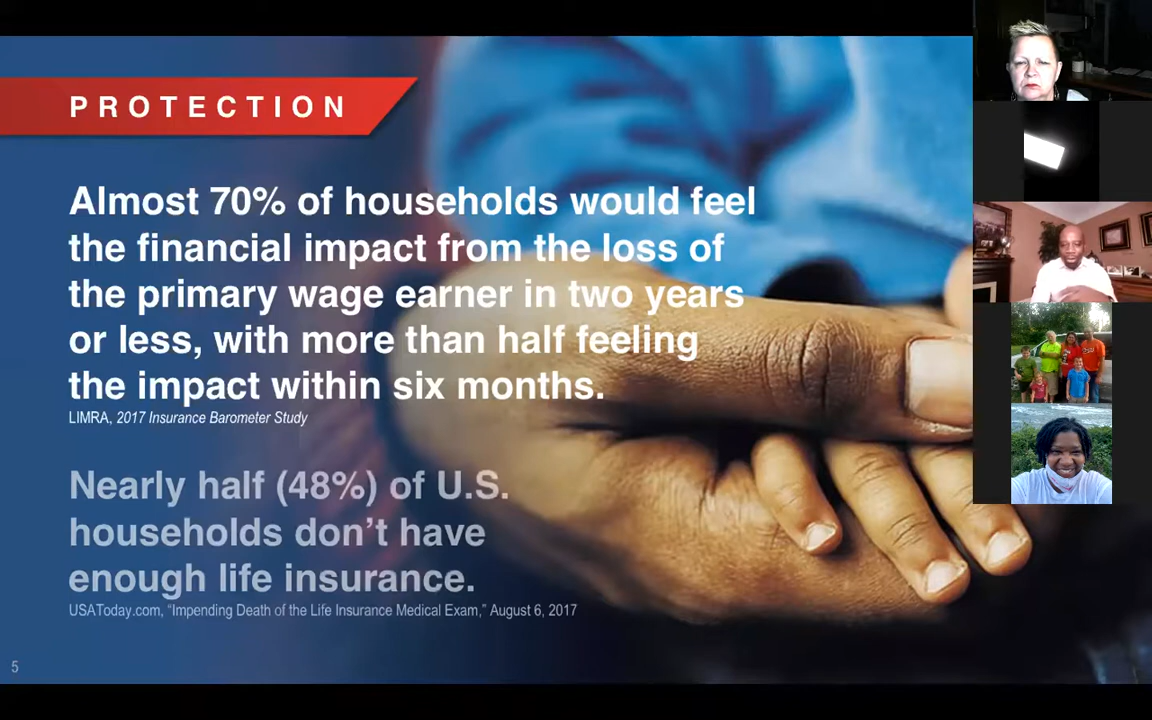 PROTECTION
Almost 70% of households would feel
the financial impact from the loss of
the primary wage earner in two years
or less, with more than half feeling
the impact within six months.
LIMRA, 2017 Insurance Barometer Study
Nearly half (48%) of U.S.
households don’t have
enough life insurance.
USAToday.com, “Impending Death of the Life Insurance Medical Exam,” August 6, 2017
5